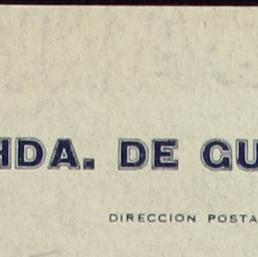 HDA. DE GU
DIRECCION POSTA